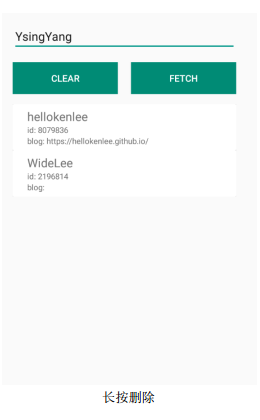 YsingYang
CLEAR
FETCH
hellokenlee
id: 8079836
blog: https://hellokenlee.github.io/
WideLee
id: 2196814
blog:
长按删除